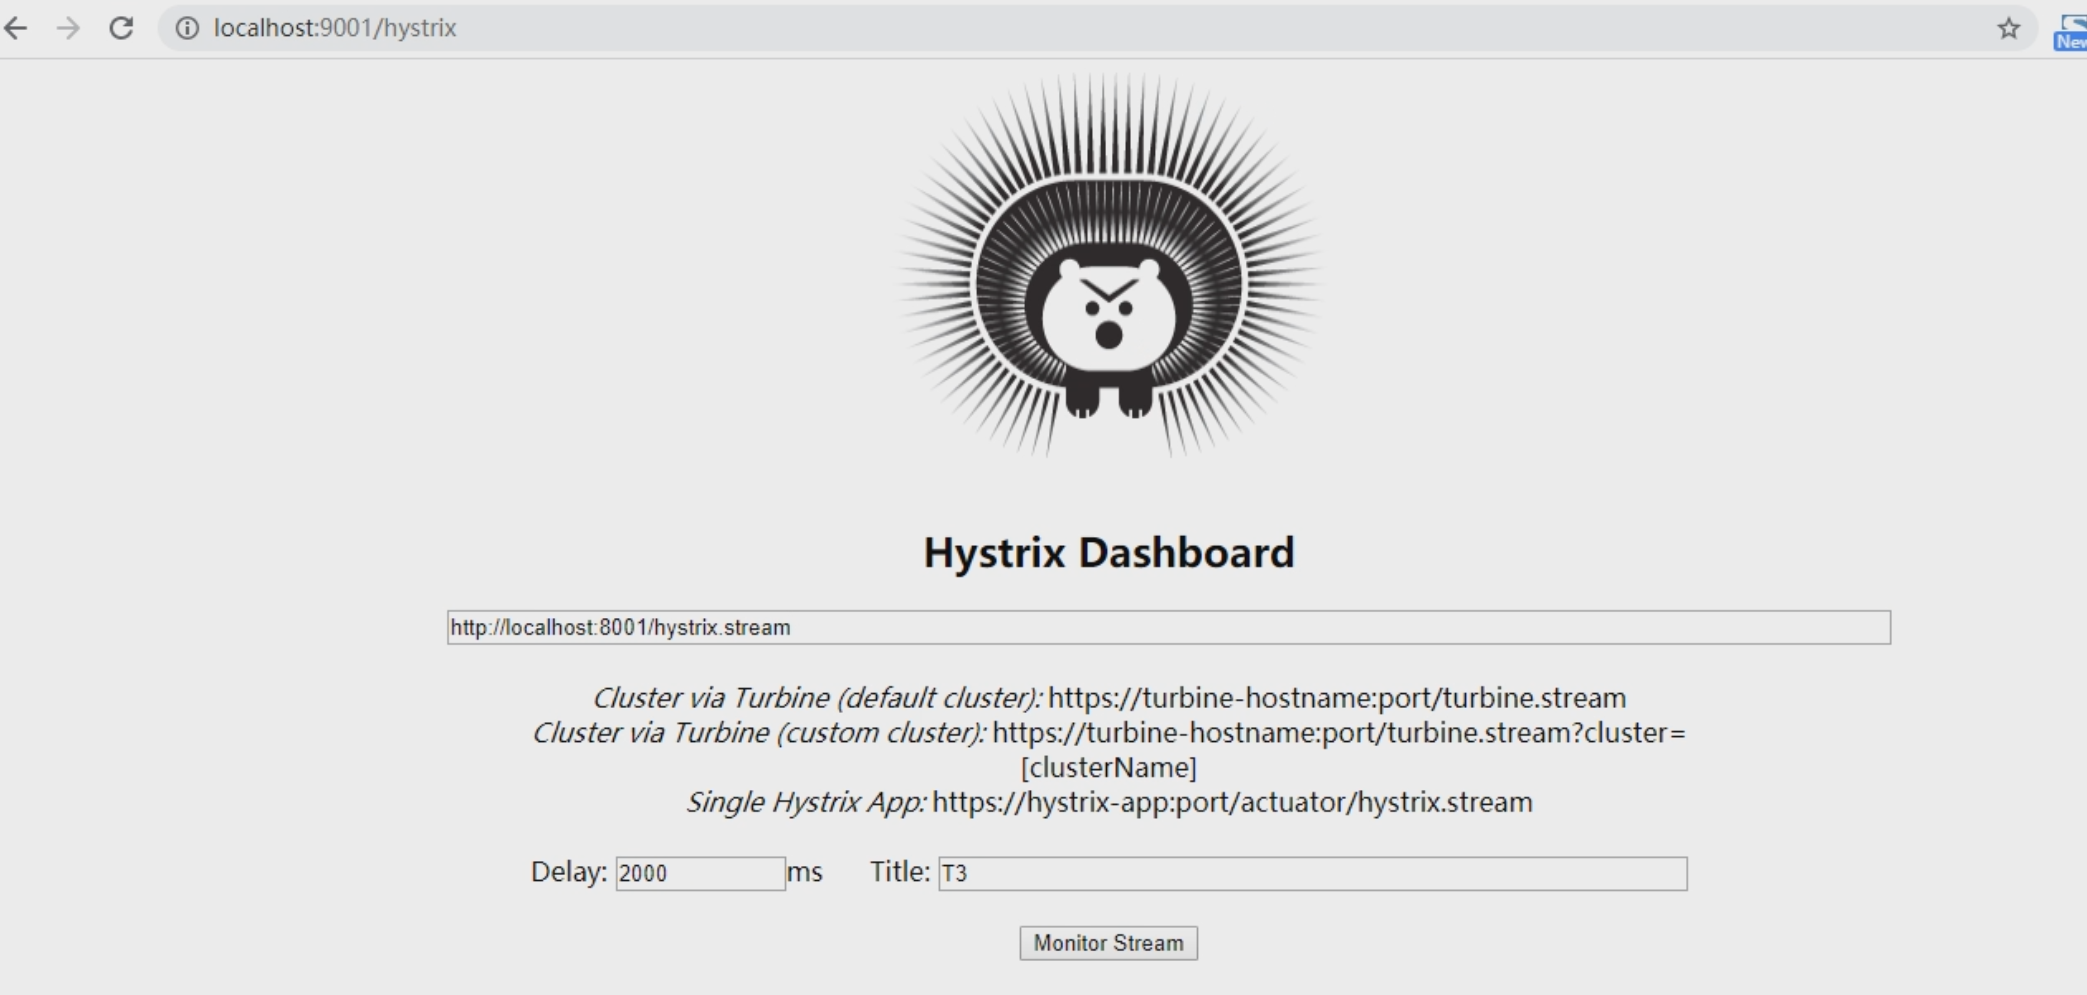 localhost:9001/hystrix
New
Hystrix Dashboard
http://localhost:8001/hystrix.stream
Cluster via Turbine (default cluster): https://turbine-hostname:port/turbine.stream
Cluster via Turbine (custom cluster): https://turbine-hostname:port/turbine.stream?cluster=
[clusterName]
Single Hystrix App: https://hystrix-app:port/actuator/hystrix.stream
Delay: 2000 ms Title: T3
Monitor Stream